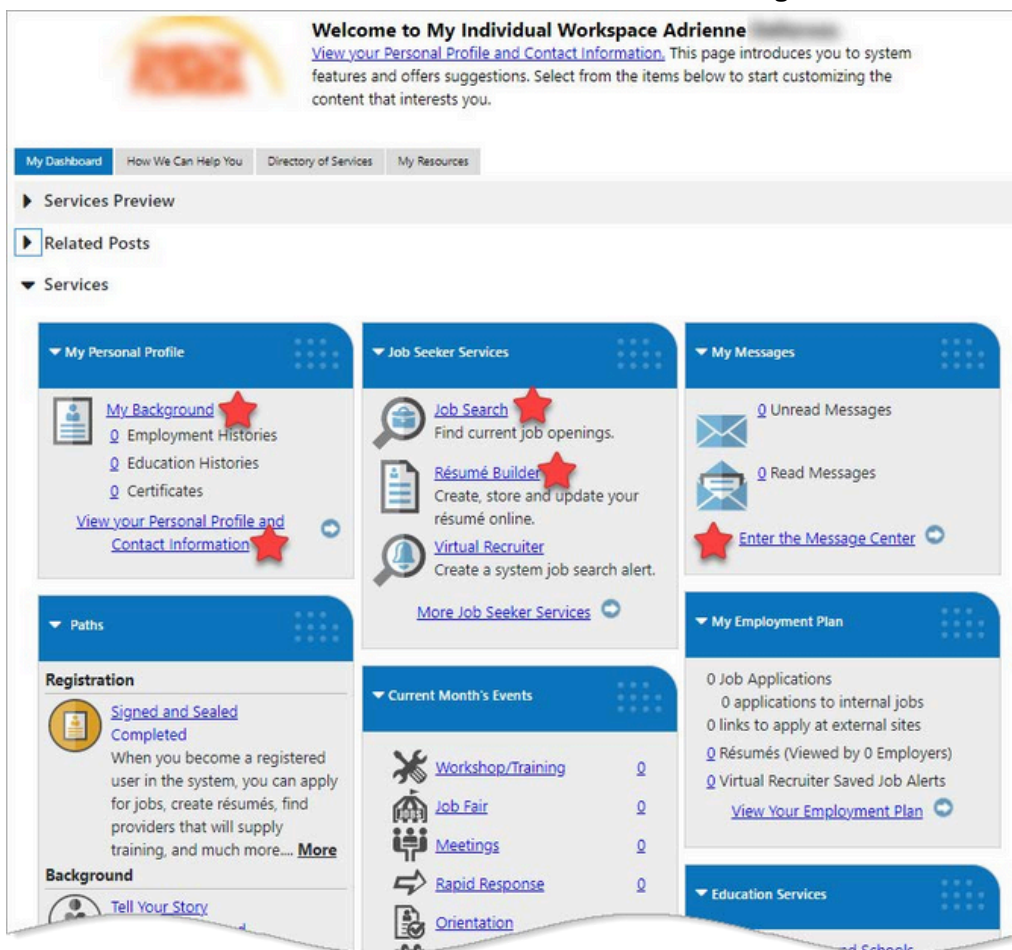 Welcome to My Individual Workspace Adrienne
View your Personal Profile and Contact Information. This page introduces you to system
features and offers suggestions. Select from the items below to start customizing the
content that interests you.
My Dashboard
How We Can Help You
Directory of Services
My Resources
Services Preview
Related Posts
Services
My Personal Profile
My Background
0 Employment Histories
0 Education Histories
0 Certificates
View your Personal Profile and
Contact Information
Job Seeker Services
Job Search
Find current job openings.
Résumé Builder
Create, store and update your
résumé online.
Virtual Recruiter
Create a system job search alert.
More Job Seeker Services
My Messages
0 Unread Messages
0 Read Messages
Enter the Message Center
Paths
Registration
Signed and Sealed
Completed
When you become a registered
user in the system, you can apply
for jobs, create résumés, find
providers that will supply
training, and much more.... More
Background
Tell Your Story
Current Month's Events
Workshop/Training 0
JOBS
Job Fair 0
Meetings 0
Rapid Response 0
Orientation
My Employment Plan
0 Job Applications
0 applications to internal jobs
0 links to apply at external sites
0 Résumés (Viewed by 0 Employers)
0 Virtual Recruiter Saved Job Alerts
View Your Employment Plan
Education Services
Schools